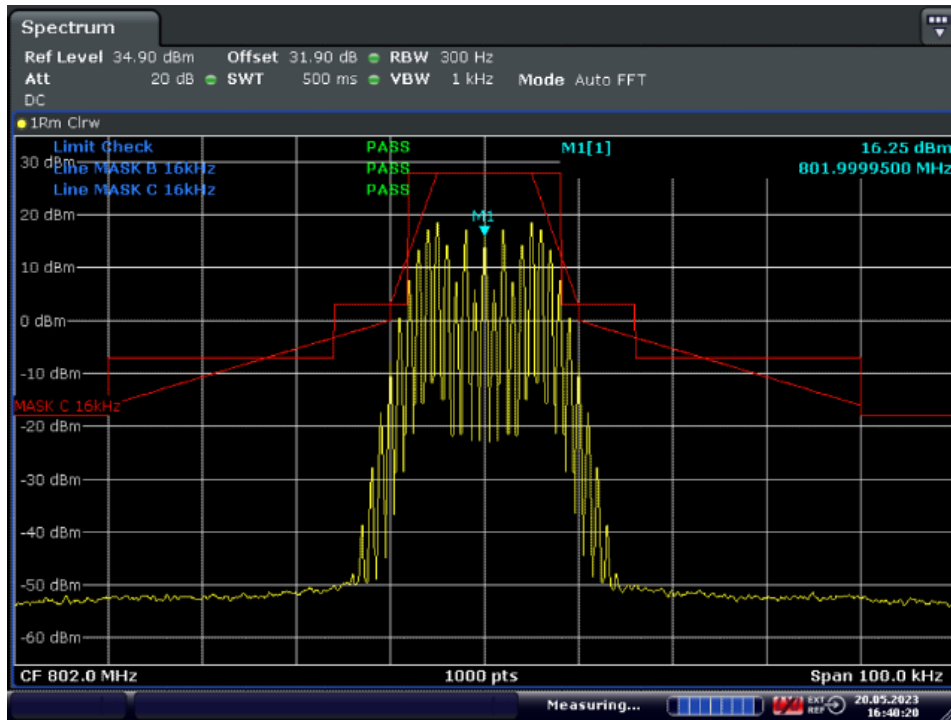 Spectrum
Ref Level 34.90 dBm Offset 31.90 dB RBW 300 Hz
Att 20 dB SWT 500 ms VBW 1 kHz Mode Auto FFT
DC
1Rm Clrw
Limit Check PASS M1[1] 16.25 dBm
30 dBm
Line MASK B 16kHz PASS 801.9999500 MHz
Line MASK C 16kHz PASS
20 dBm
M1
10 dBm
0 dBm
-10 dBm
MASK C 16kHz
-20 dBm
-30 dBm
-40 dBm
-50 dBm
-60 dBm
CF 802.0 MHz 1000 pts Span 100.0 kHz
Measuring... EXT REF 20.05.2023
16:40:20